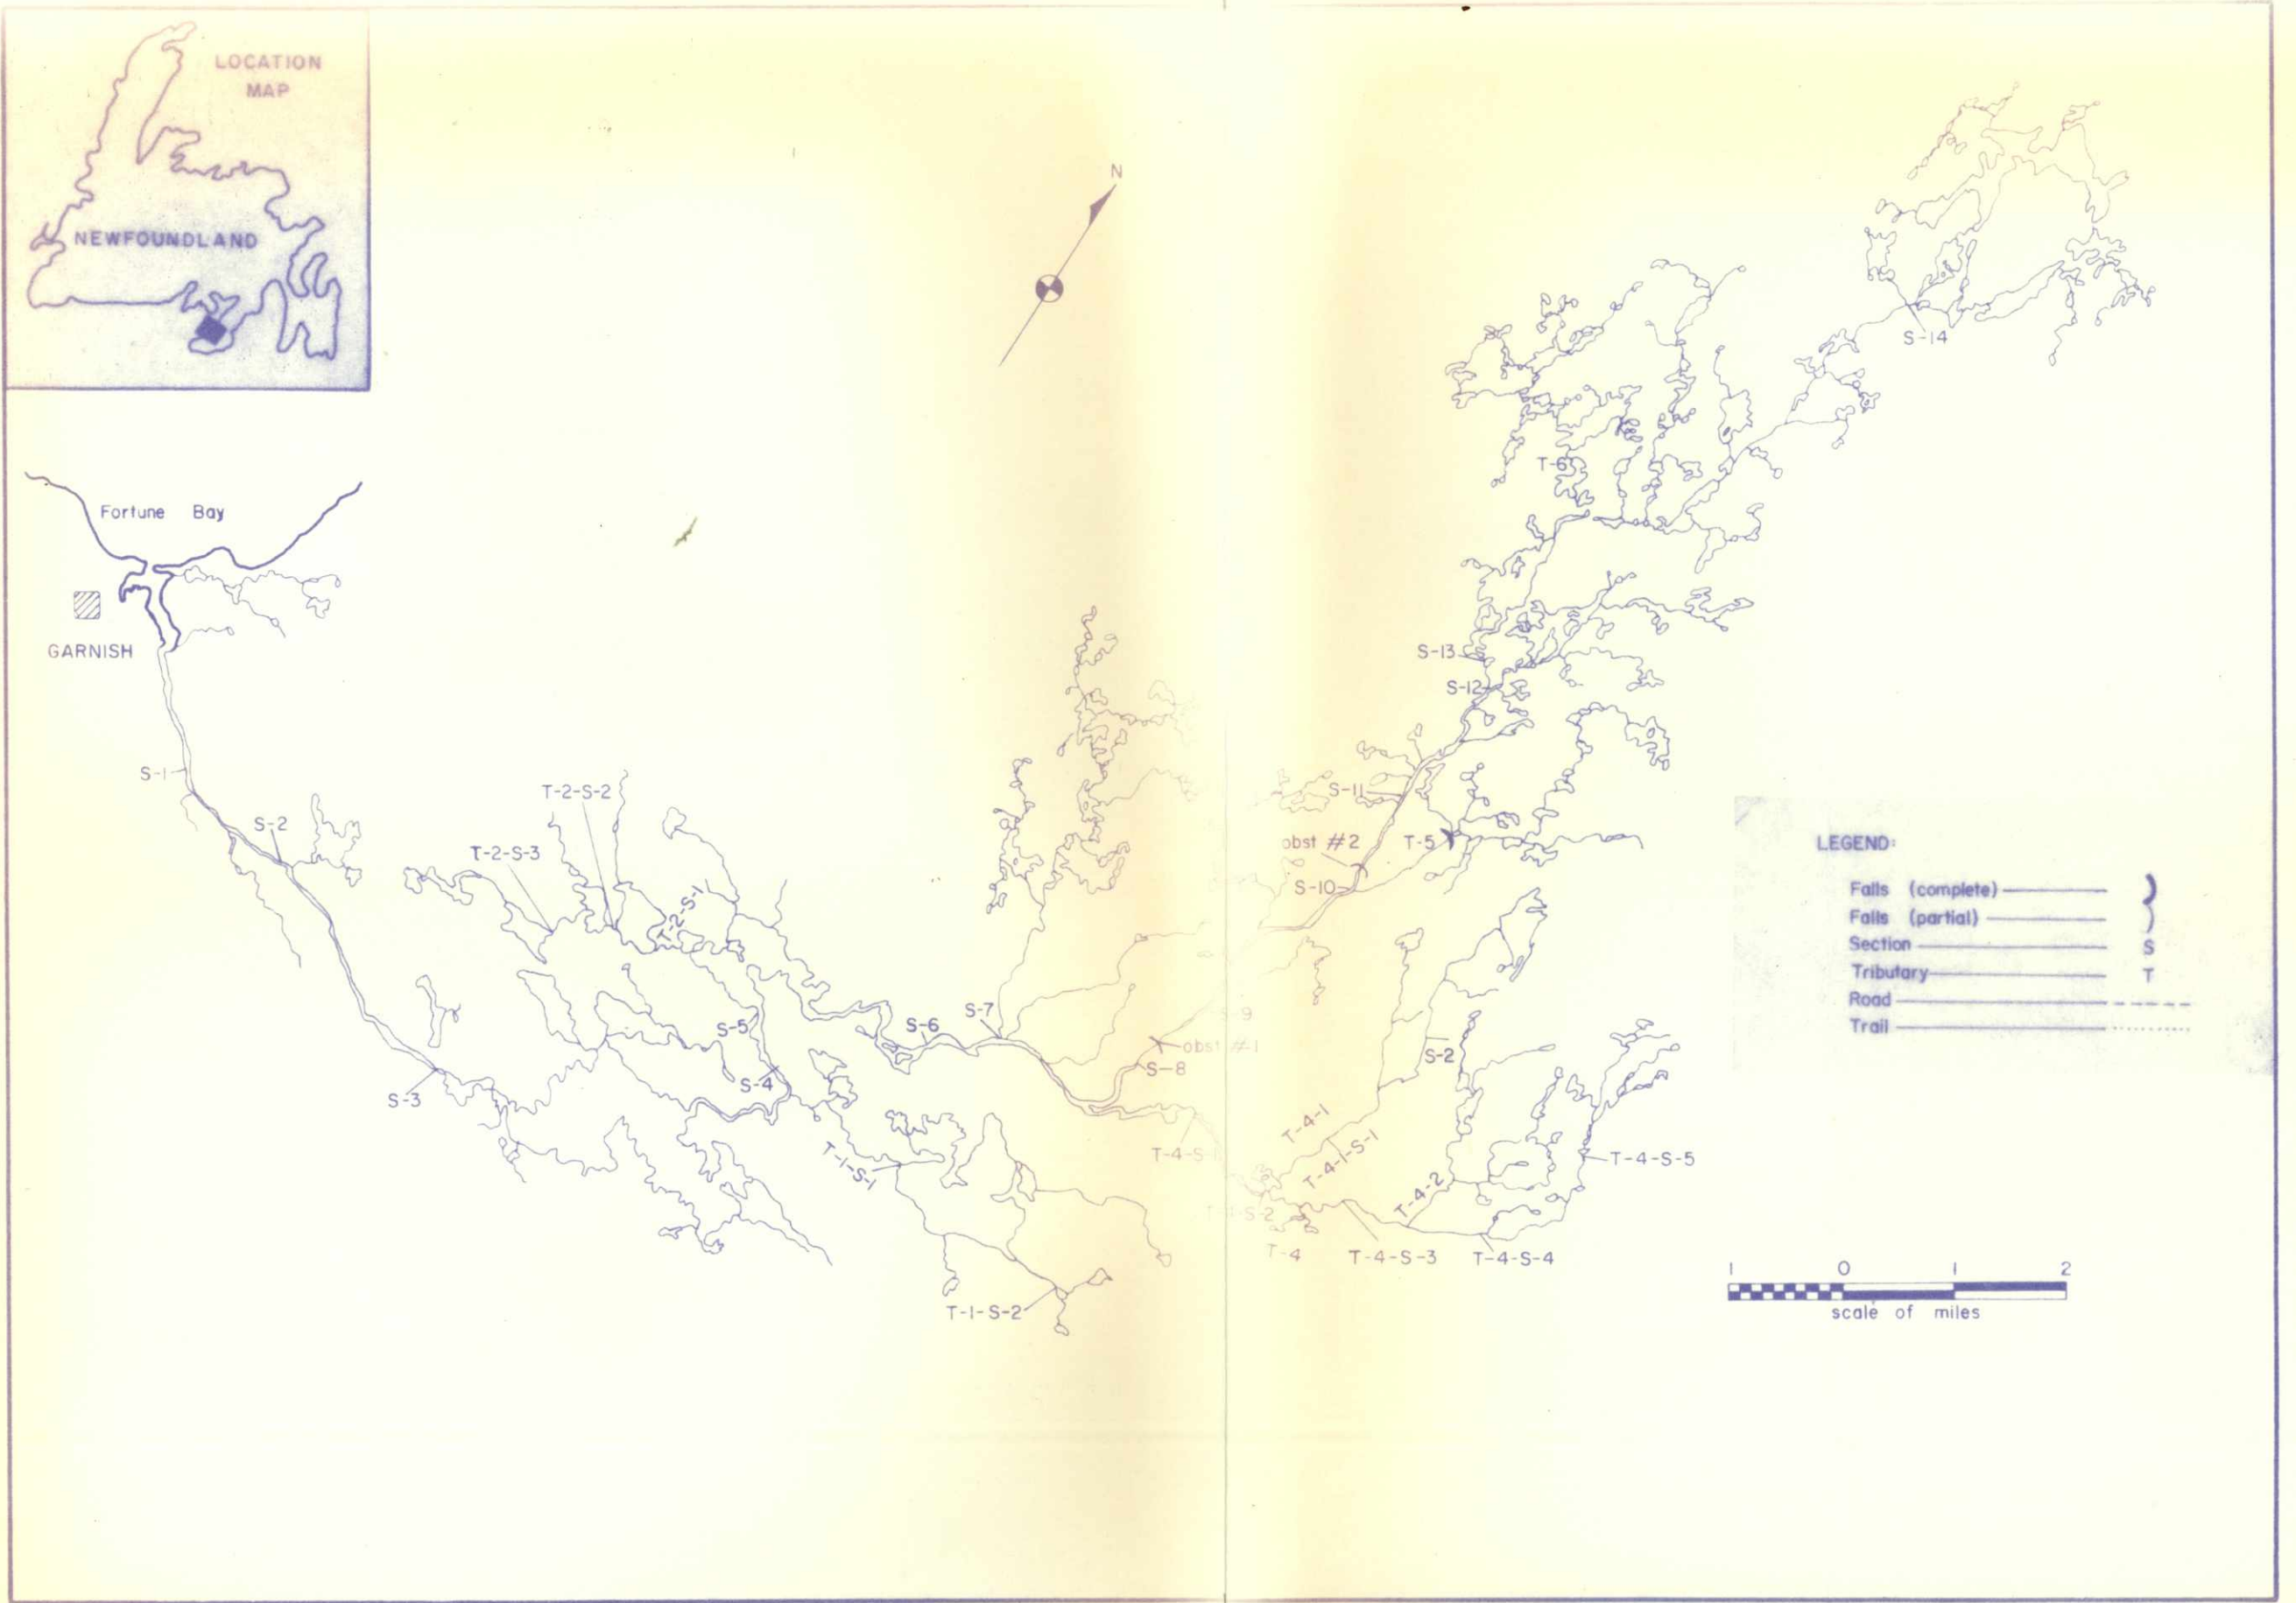 LOCATION
MAP
NEWFOUNDLAND
N
Fortune Bay
GARNISH
S-1
S-2
S-3
T-2-S-2
T-2-S-3
T-2-S-1
S-5
S-4
S-6
S-7
T-1-S-1
T-1-S-2
S-9
obst #1
S-8
T-4-S-1
T-4-S-2
T-4
T-4-1
T-4-1-S-1
S-2
T-4-2
T-4-S-3
T-4-S-4
T-4-S-5
obst #2
S-10
S-11
T-5
S-12
S-13
T-6
S-14
LEGEND:
Falls (complete) )
Falls (partial) )
Section S
Tributary T
Road
Trail
1 0 1 2
scale of miles